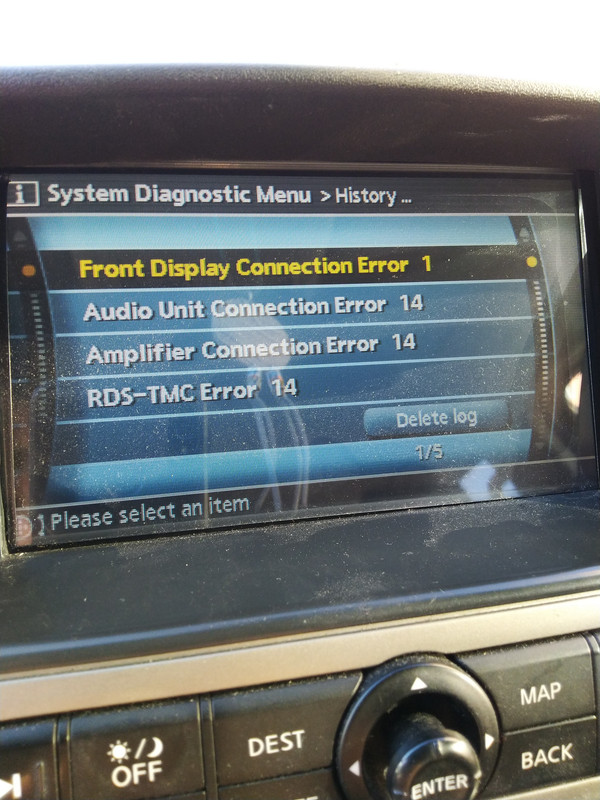 i System Diagnostic Menu > History ...
Front Display Connection Error 1
Audio Unit Connection Error 14
Amplifier Connection Error 14
RDS-TMC Error 14
Delete log
1/5
Please select an item
MAP
DEST
OFF
BACK
ENTER